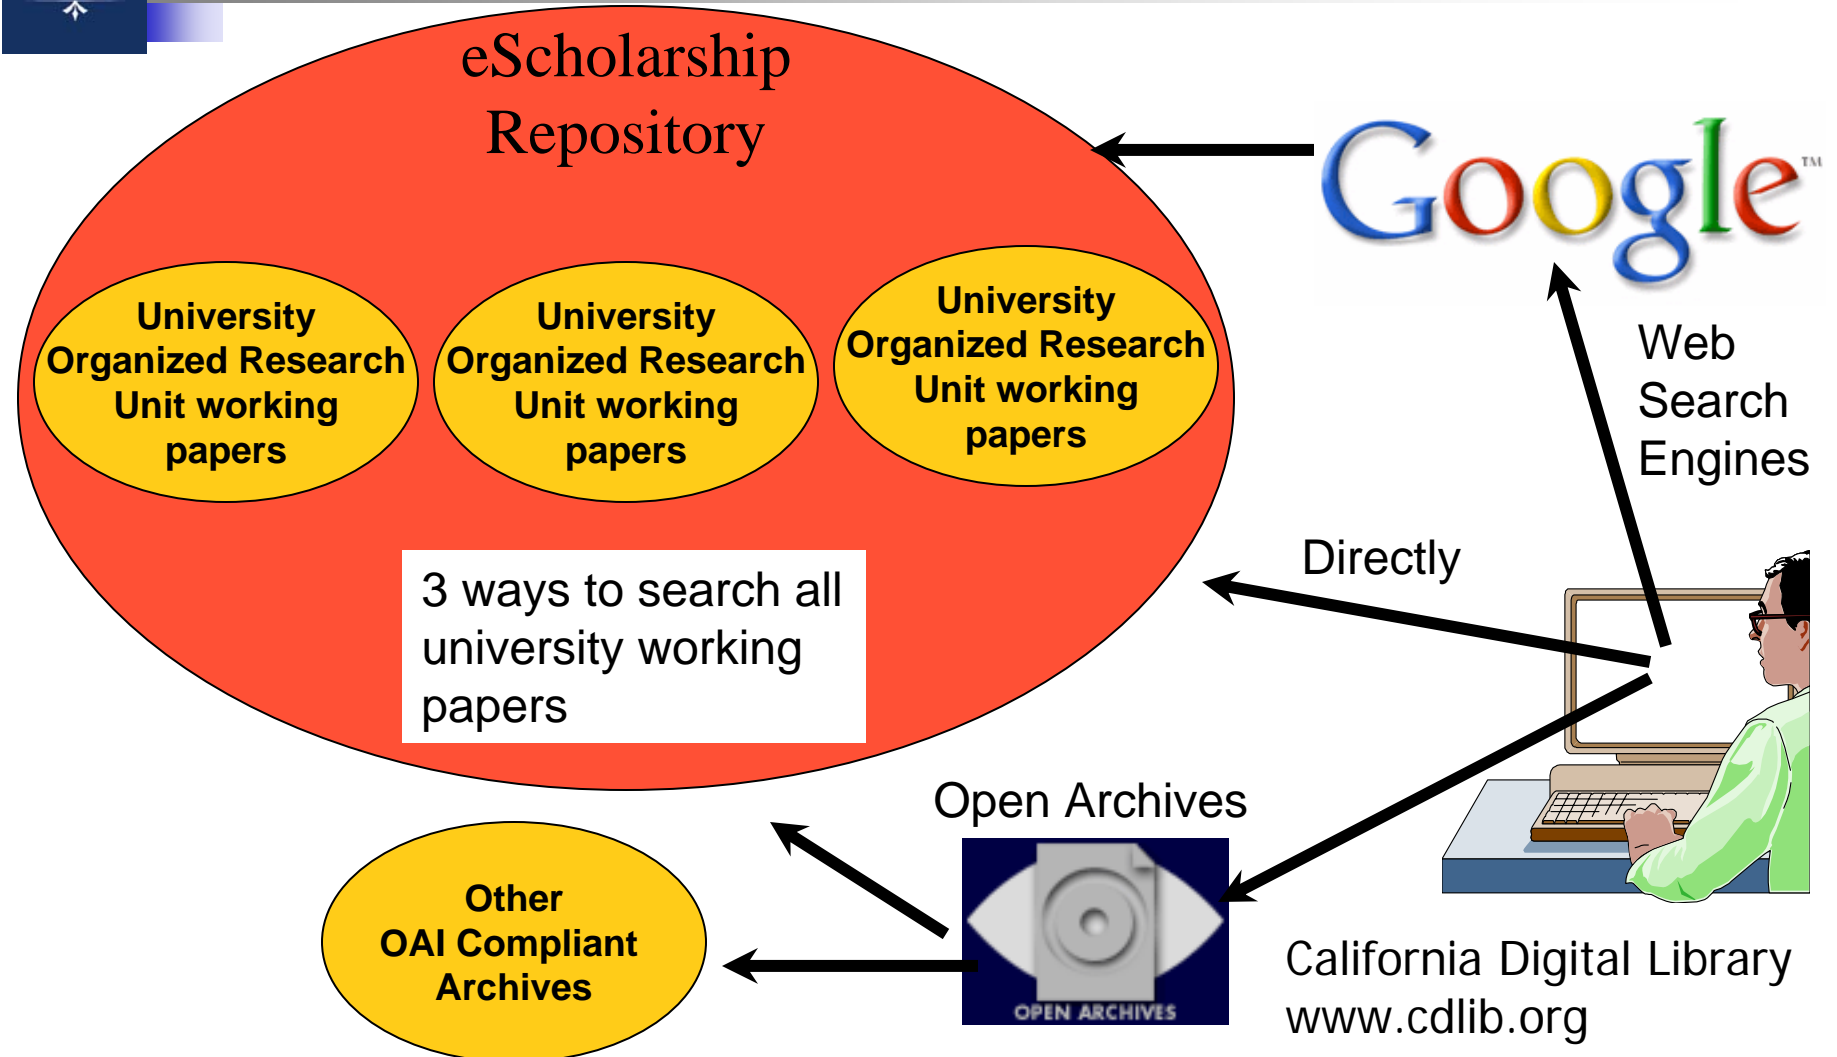 eScholarship
Repository
Google™
University
Organized Research
Unit working
papers
University
Organized Research
Unit working
papers
University
Organized Research
Unit working
papers
Web
Search
Engines
Directly
3 ways to search all
university working
papers
Open Archives
OPEN ARCHIVES
Other
OAI Compliant
Archives
California Digital Library
www.cdlib.org